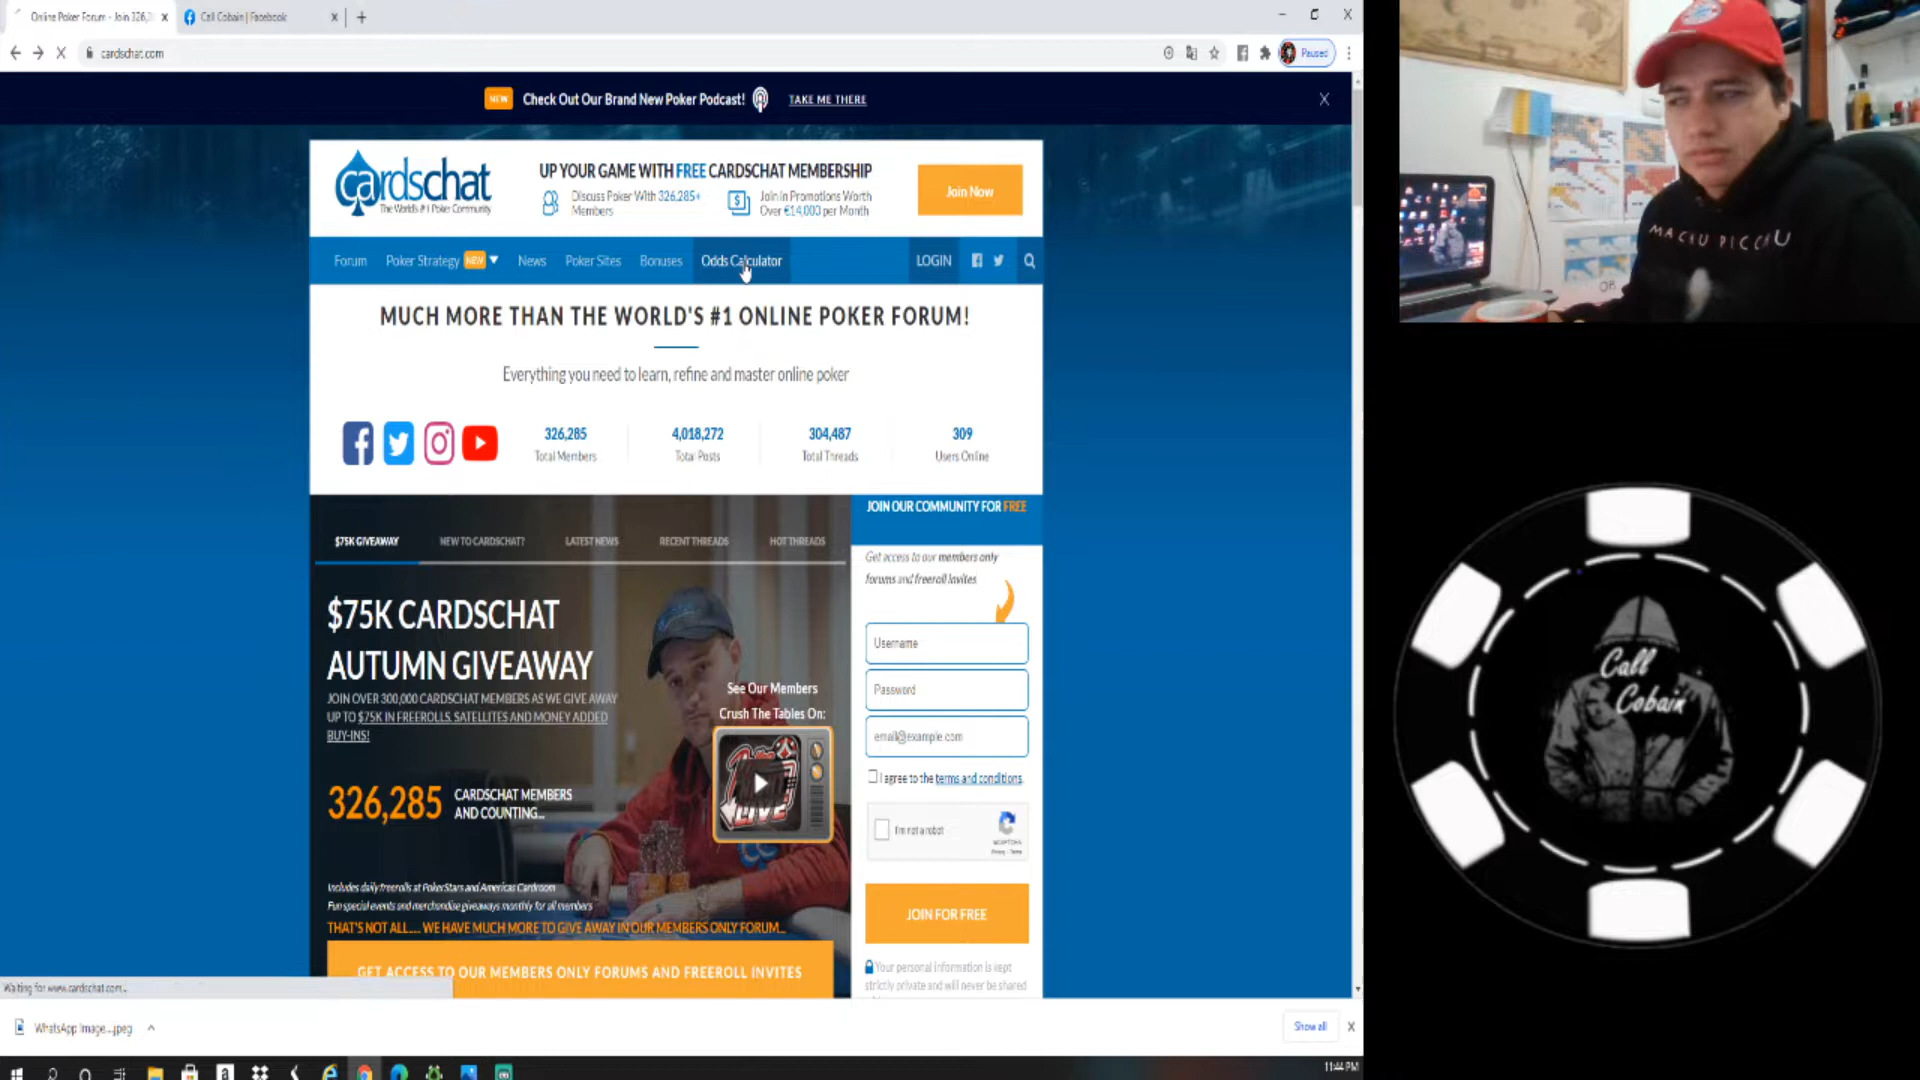 Online Poker Forum - Join 326,2
Call Cobain | Facebook
cardschat.com
Paused
NEW Check Out Our Brand New Poker Podcast! TAKE ME THERE
cardschat
The World's #1 Poker Community
UP YOUR GAME WITH FREE CARDSCHAT MEMBERSHIP
Discuss Poker With 326,285+
Members
Join in Promotions Worth
Over €14,000 per Month
Join Now
Forum Poker Strategy NEW News Poker Sites Bonuses Odds Calculator LOGIN
MUCH MORE THAN THE WORLD'S #1 ONLINE POKER FORUM!
Everything you need to learn, refine and master online poker
326,285 4,018,272 304,487 309
Total Members Total Posts Total Threads Users Online
JOIN OUR COMMUNITY FOR FREE
$75K GIVEAWAY NEW TO CARDSCHAT? LATEST NEWS RECENT THREADS HOT THREADS
Get access to our members only
forums and freeroll invites
$75K CARDSCHAT
AUTUMN GIVEAWAY
JOIN OVER 300,000 CARDSCHAT MEMBERS AS WE GIVE AWAY
UP TO $75K IN FREEROLLS, SATELLITES AND MONEY ADDED
BUY-INS!
See Our Members
Crush The Tables On:
LIVE
326,285 CARDSCHAT MEMBERS
AND COUNTING...
Includes daily freerolls at PokerStars and Americas Cardroom
Fun special events and merchandise giveaways monthly for all members
THAT'S NOT ALL..... WE HAVE MUCH MORE TO GIVE AWAY IN OUR MEMBERS ONLY FORUM...
GET ACCESS TO OUR MEMBERS ONLY FORUMS AND FREEROLL INVITES
Username
Password
email@example.com
I agree to the terms and conditions.
I'm not a robot
reCAPTCHA
Privacy - Terms
JOIN FOR FREE
Your personal information is kept
strictly private and will never be shared
Waiting for www.cardschat.com...
WhatsApp Image....jpeg
Show all
11:44 PM
MACHU PICCHU
Call
Cobain